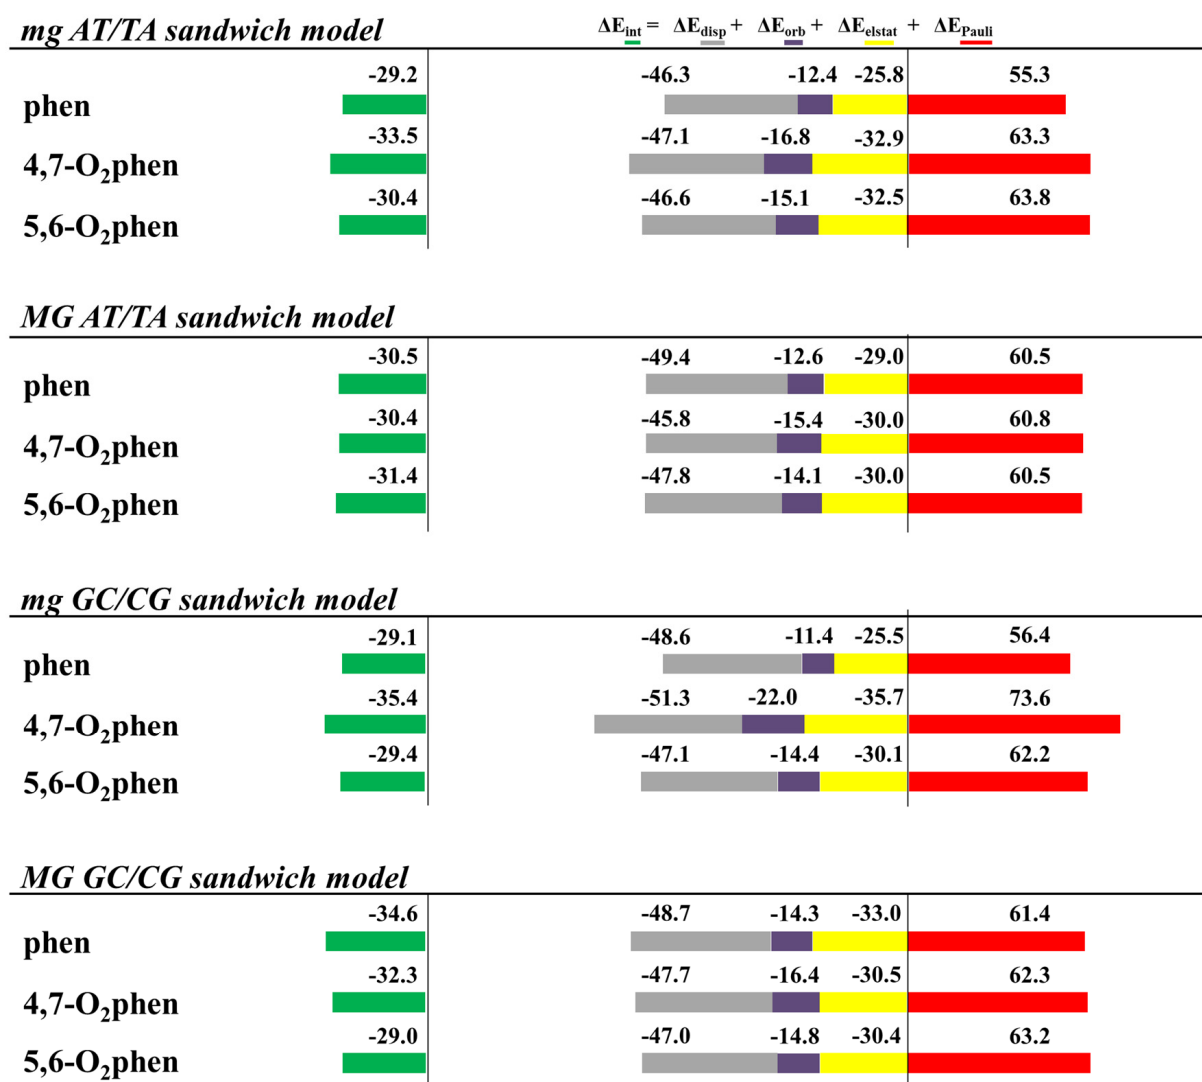 mg AT/TA sandwich model
ΔE_int = ΔE_disp + ΔE_orb + ΔE_elstat + ΔE_Pauli
-29.2 -46.3 -12.4 -25.8 55.3
phen
-33.5 -47.1 -16.8 -32.9 63.3
4,7-O₂phen
-30.4 -46.6 -15.1 -32.5 63.8
5,6-O₂phen
MG AT/TA sandwich model
-30.5 -49.4 -12.6 -29.0 60.5
phen
-30.4 -45.8 -15.4 -30.0 60.8
4,7-O₂phen
-31.4 -47.8 -14.1 -30.0 60.5
5,6-O₂phen
mg GC/CG sandwich model
-29.1 -48.6 -11.4 -25.5 56.4
phen
-35.4 -51.3 -22.0 -35.7 73.6
4,7-O₂phen
-29.4 -47.1 -14.4 -30.1 62.2
5,6-O₂phen
MG GC/CG sandwich model
-34.6 -48.7 -14.3 -33.0 61.4
phen
-32.3 -47.7 -16.4 -30.5 62.3
4,7-O₂phen
-29.0 -47.0 -14.8 -30.4 63.2
5,6-O₂phen